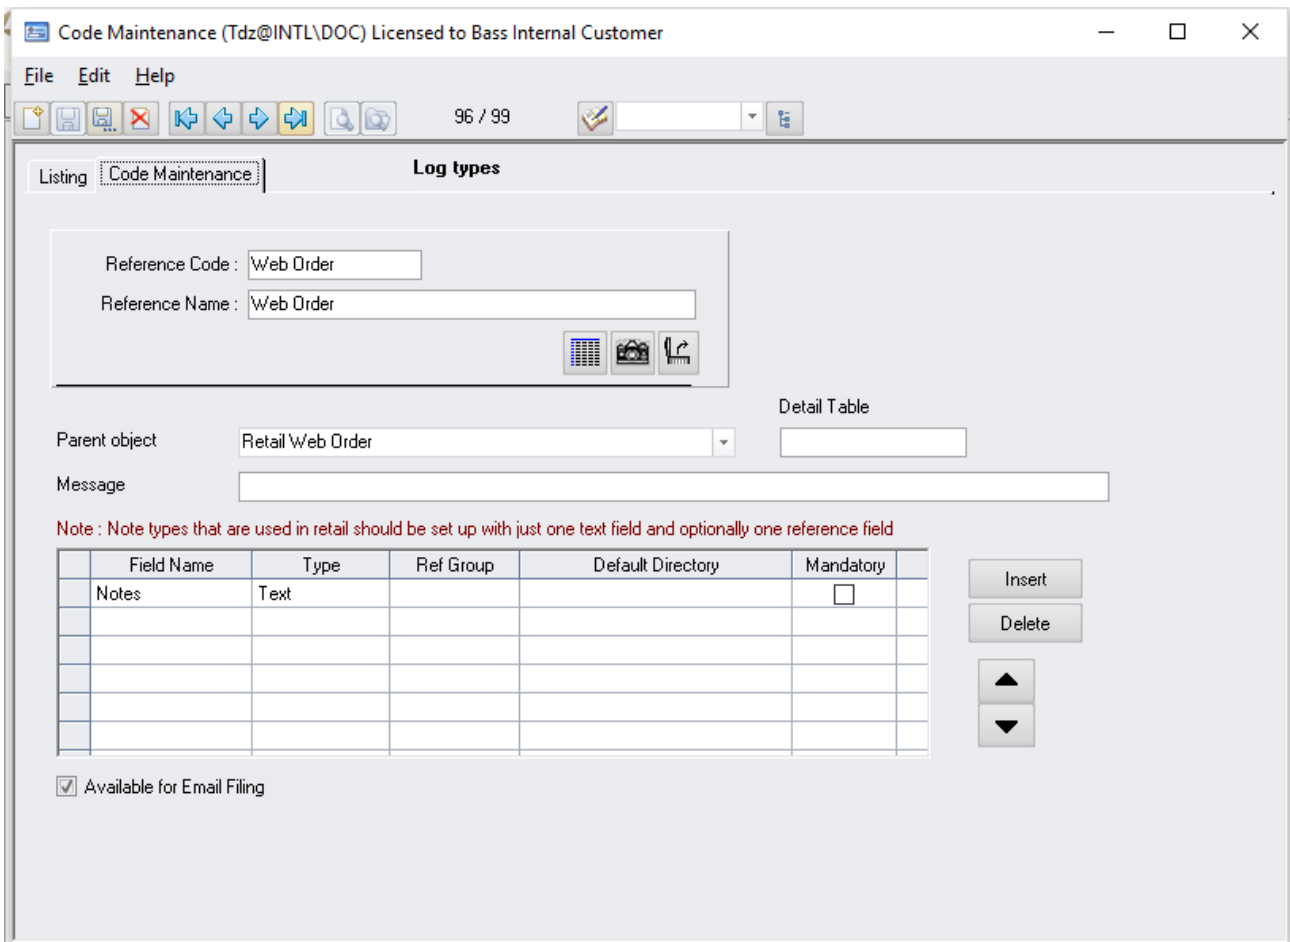 Code Maintenance (Tdz@INTL\DOC) Licensed to Bass Internal Customer
File Edit Help
96 / 99
Listing Code Maintenance Log types
Reference Code : Web Order
Reference Name : Web Order
Detail Table
Parent object Retail Web Order
Message
Note : Note types that are used in retail should be set up with just one text field and optionally one reference field
Field Name Type Ref Group Default Directory Mandatory
Insert
Notes Text
Delete
Available for Email Filing